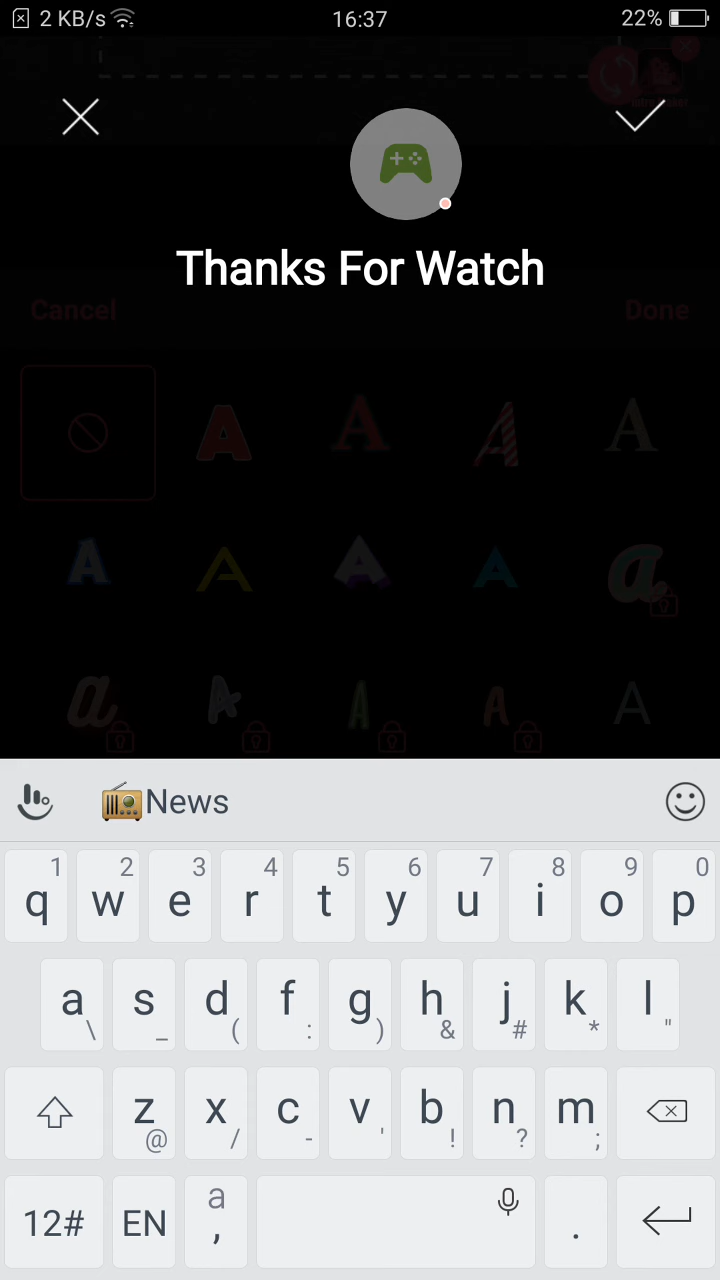 2 KB/s 16:37 22%
Thanks For Watch
Cancel Done
A A A A
A A A A a
a A A A A
News
1 2 3 4 5 6 7 8 9 0
q w e r t y u i o p
a s d f g h j k l
\ _ ( : ) & # * "
z x c v b n m
@ / - ' ! ? ;
12# EN a , .